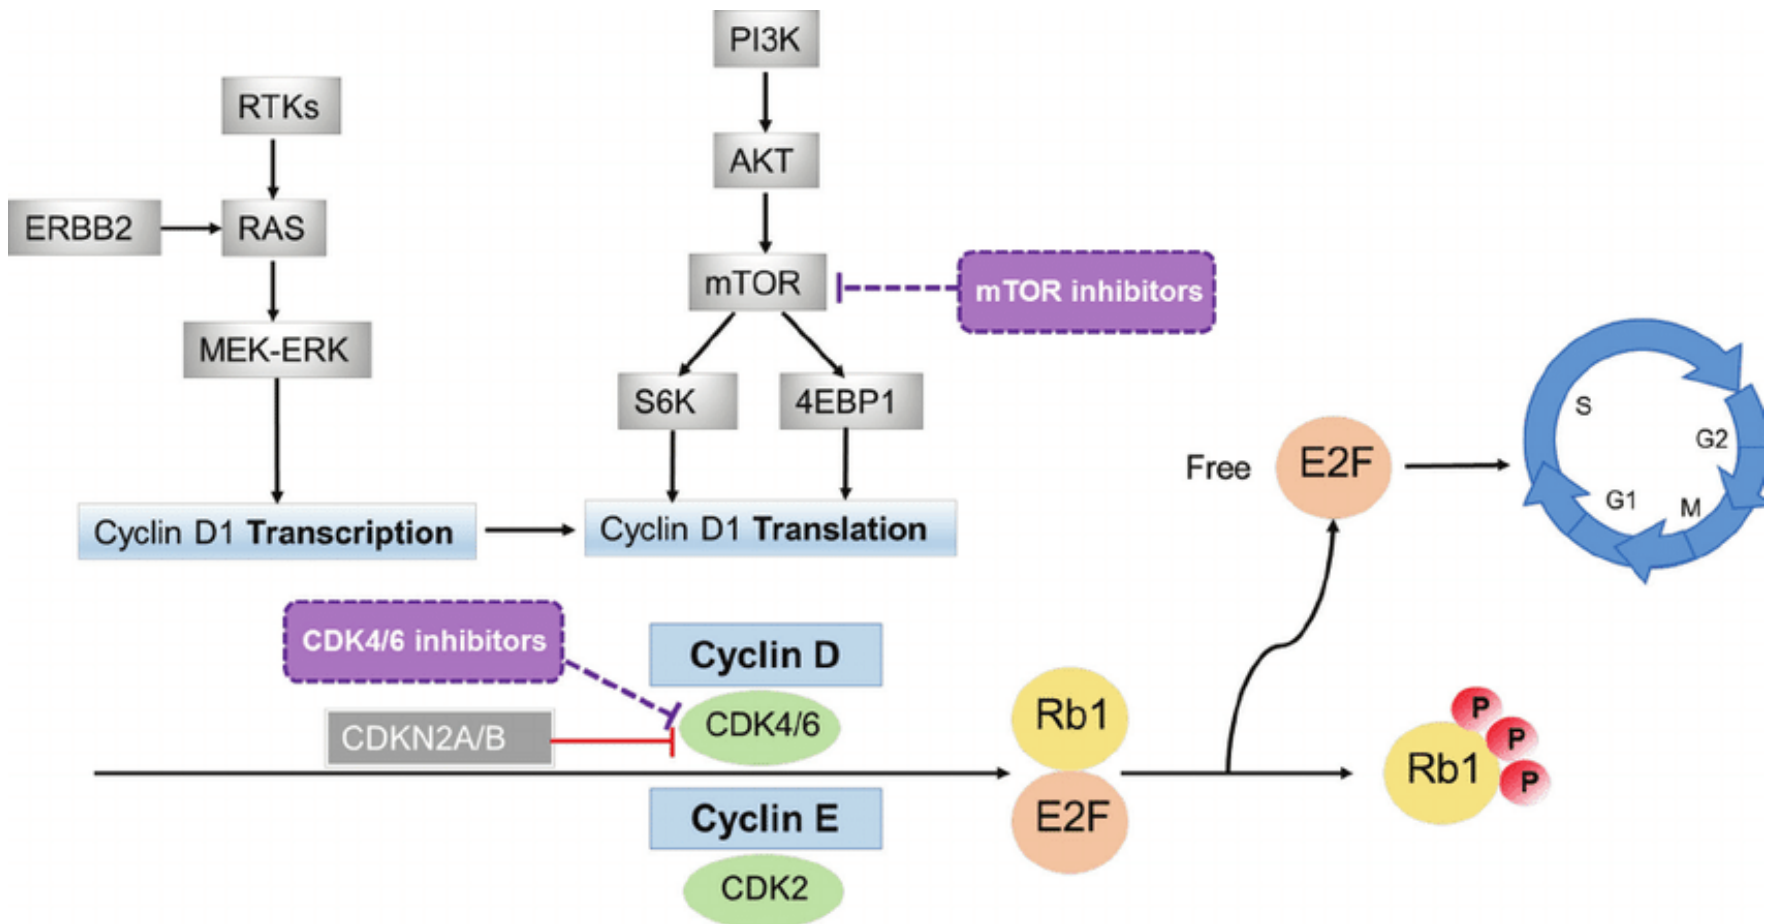 PI3K
RTKs
AKT
ERBB2
RAS
mTOR
mTOR inhibitors
MEK-ERK
S6K
4EBP1
S
G2
G1
M
Free
E2F
Cyclin D1 Transcription
Cyclin D1 Translation
CDK4/6 inhibitors
Cyclin D
CDK4/6
CDKN2A/B
Rb1
E2F
P
P
P
Rb1
Cyclin E
CDK2